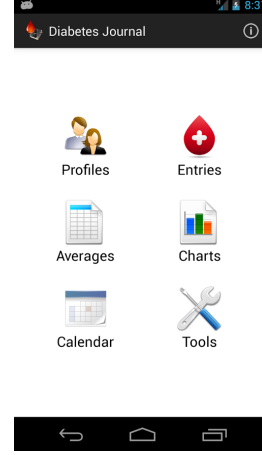 H 8:3
Diabetes Journal
Profiles Entries
Averages Charts
Calendar Tools